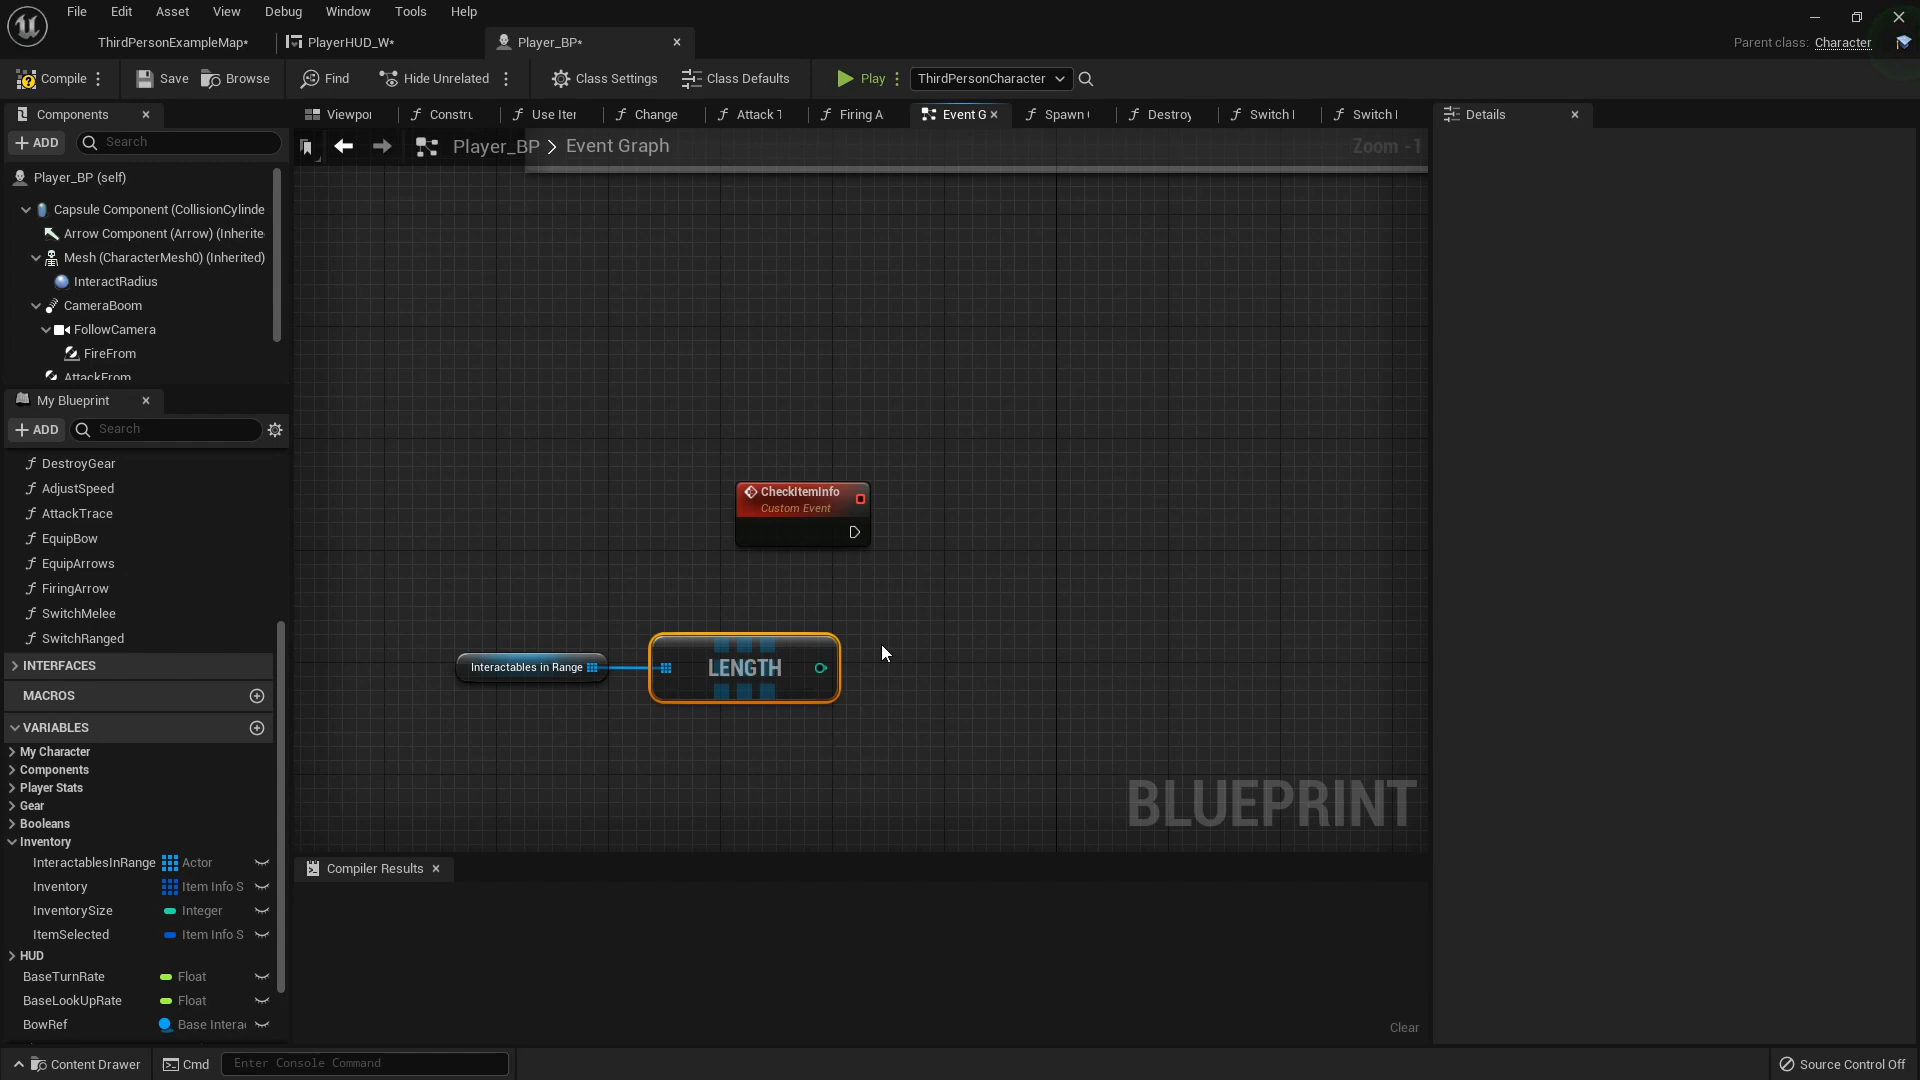 File Edit Asset View Debug Window Tools Help
ThirdPersonExampleMap* PlayerHUD_W* Player_BP* Parent class: Character
Compile Save Browse Find Hide Unrelated Class Settings Class Defaults Play ThirdPersonCharacter
Components Viewpor Constru Use Iter Change Attack T Firing A Event G Spawn Destroy Switch Switch Details
ADD Search Player_BP Event Graph Zoom -1
Player_BP (self)
Capsule Component (CollisionCylinde
Arrow Component (Arrow) (Inherite
Mesh (CharacterMesh0) (Inherited)
InteractRadius
CameraBoom
FollowCamera
FireFrom
AttackFrom
My Blueprint
ADD Search
DestroyGear
AdjustSpeed
AttackTrace
EquipBow
EquipArrows
FiringArrow
SwitchMelee
SwitchRanged
INTERFACES
MACROS
VARIABLES
My Character
Components
Player Stats
Gear
Booleans
Inventory
InteractablesInRange Actor
Inventory Item Info S
InventorySize Integer
ItemSelected Item Info S
HUD
BaseTurnRate Float
BaseLookUpRate Float
BowRef Base Intera
CheckItemInfo
Custom Event
Interactables in Range LENGTH
BLUEPRINT
Compiler Results
Clear
Content Drawer Cmd Enter Console Command Source Control Off